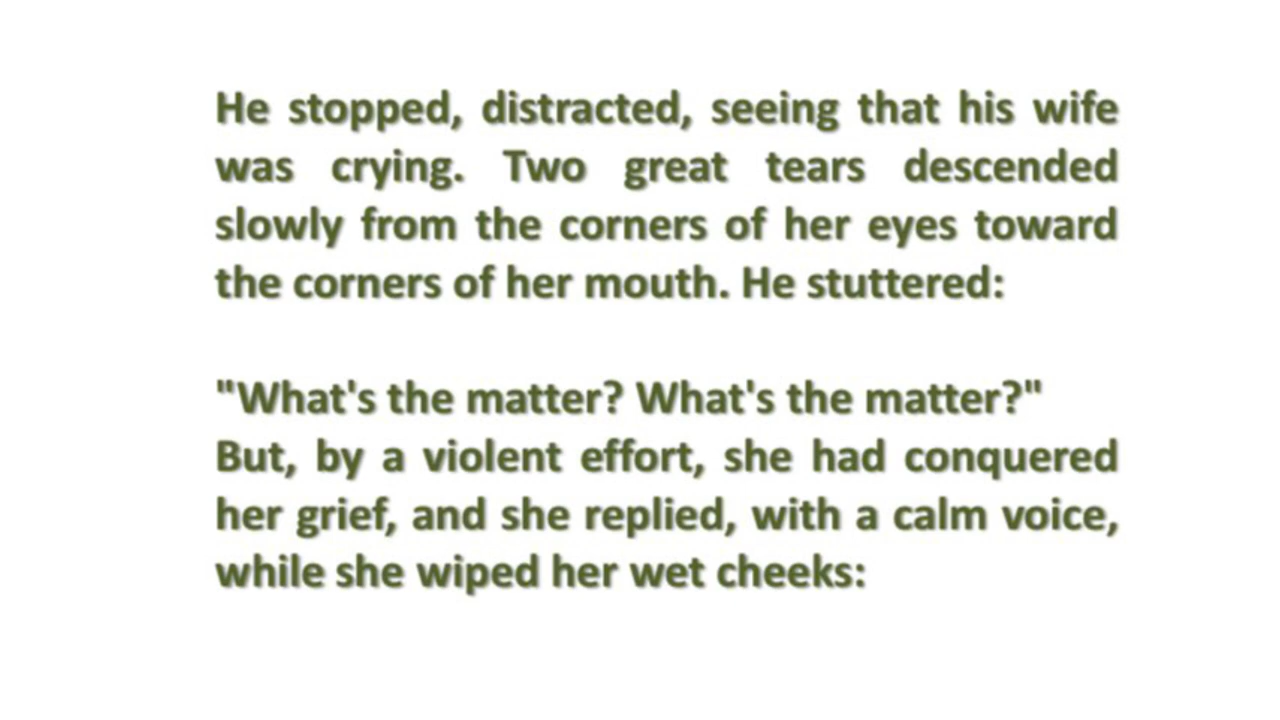 He stopped, distracted, seeing that his wife
was crying. Two great tears descended
slowly from the corners of her eyes toward
the corners of her mouth. He stuttered:
"What's the matter? What's the matter?"
But, by a violent effort, she had conquered
her grief, and she replied, with a calm voice,
while she wiped her wet cheeks: